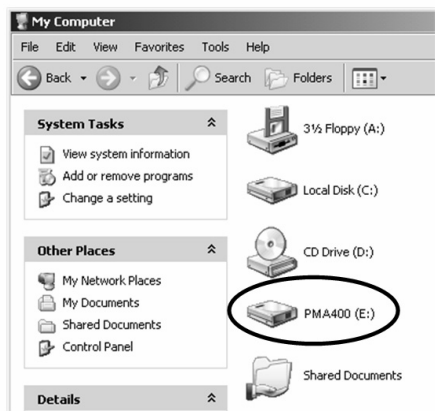 My Computer
File Edit View Favorites Tools Help
Back Search Folders
System Tasks
View system information
Add or remove programs
Change a setting
Other Places
My Network Places
My Documents
Shared Documents
Control Panel
Details
3½ Floppy (A:)
Local Disk (C:)
CD Drive (D:)
PMA400 (E:)
Shared Documents